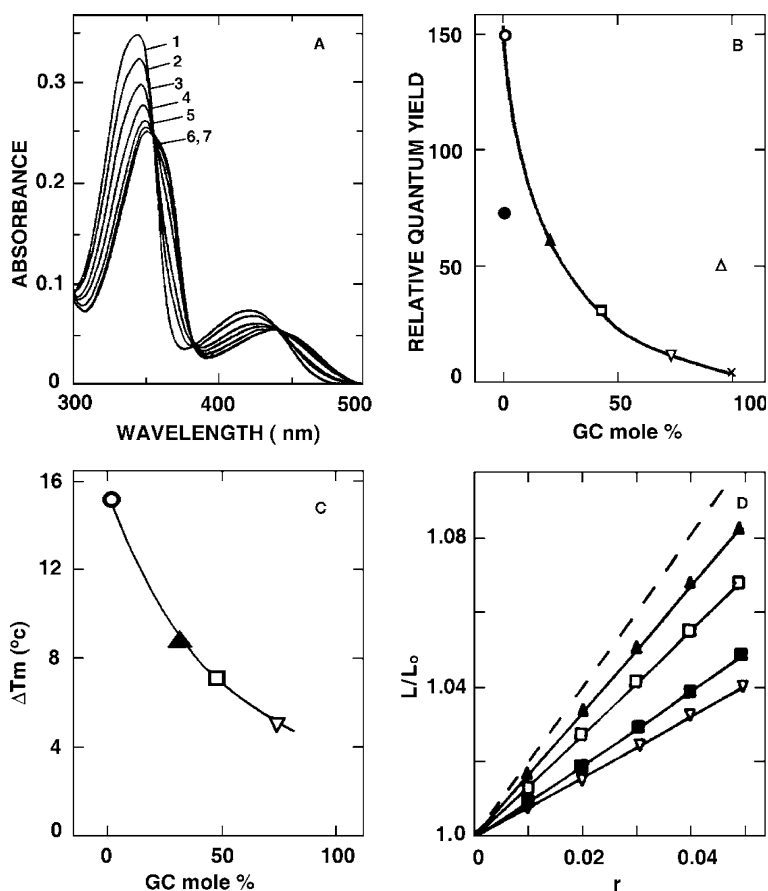 A
0.3
0.2
0.1
0
ABSORBANCE
300
400
500
WAVELENGTH ( nm)
1
2
3
4
5
6, 7
B
150
100
50
0
RELATIVE QUANTUM YIELD
0
50
100
GC mole %
C
16
12
8
4
0
ΔTm (ºc)
0
50
100
GC mole %
D
1.08
1.04
1.0
L/Lo
0
0.02
0.04
r